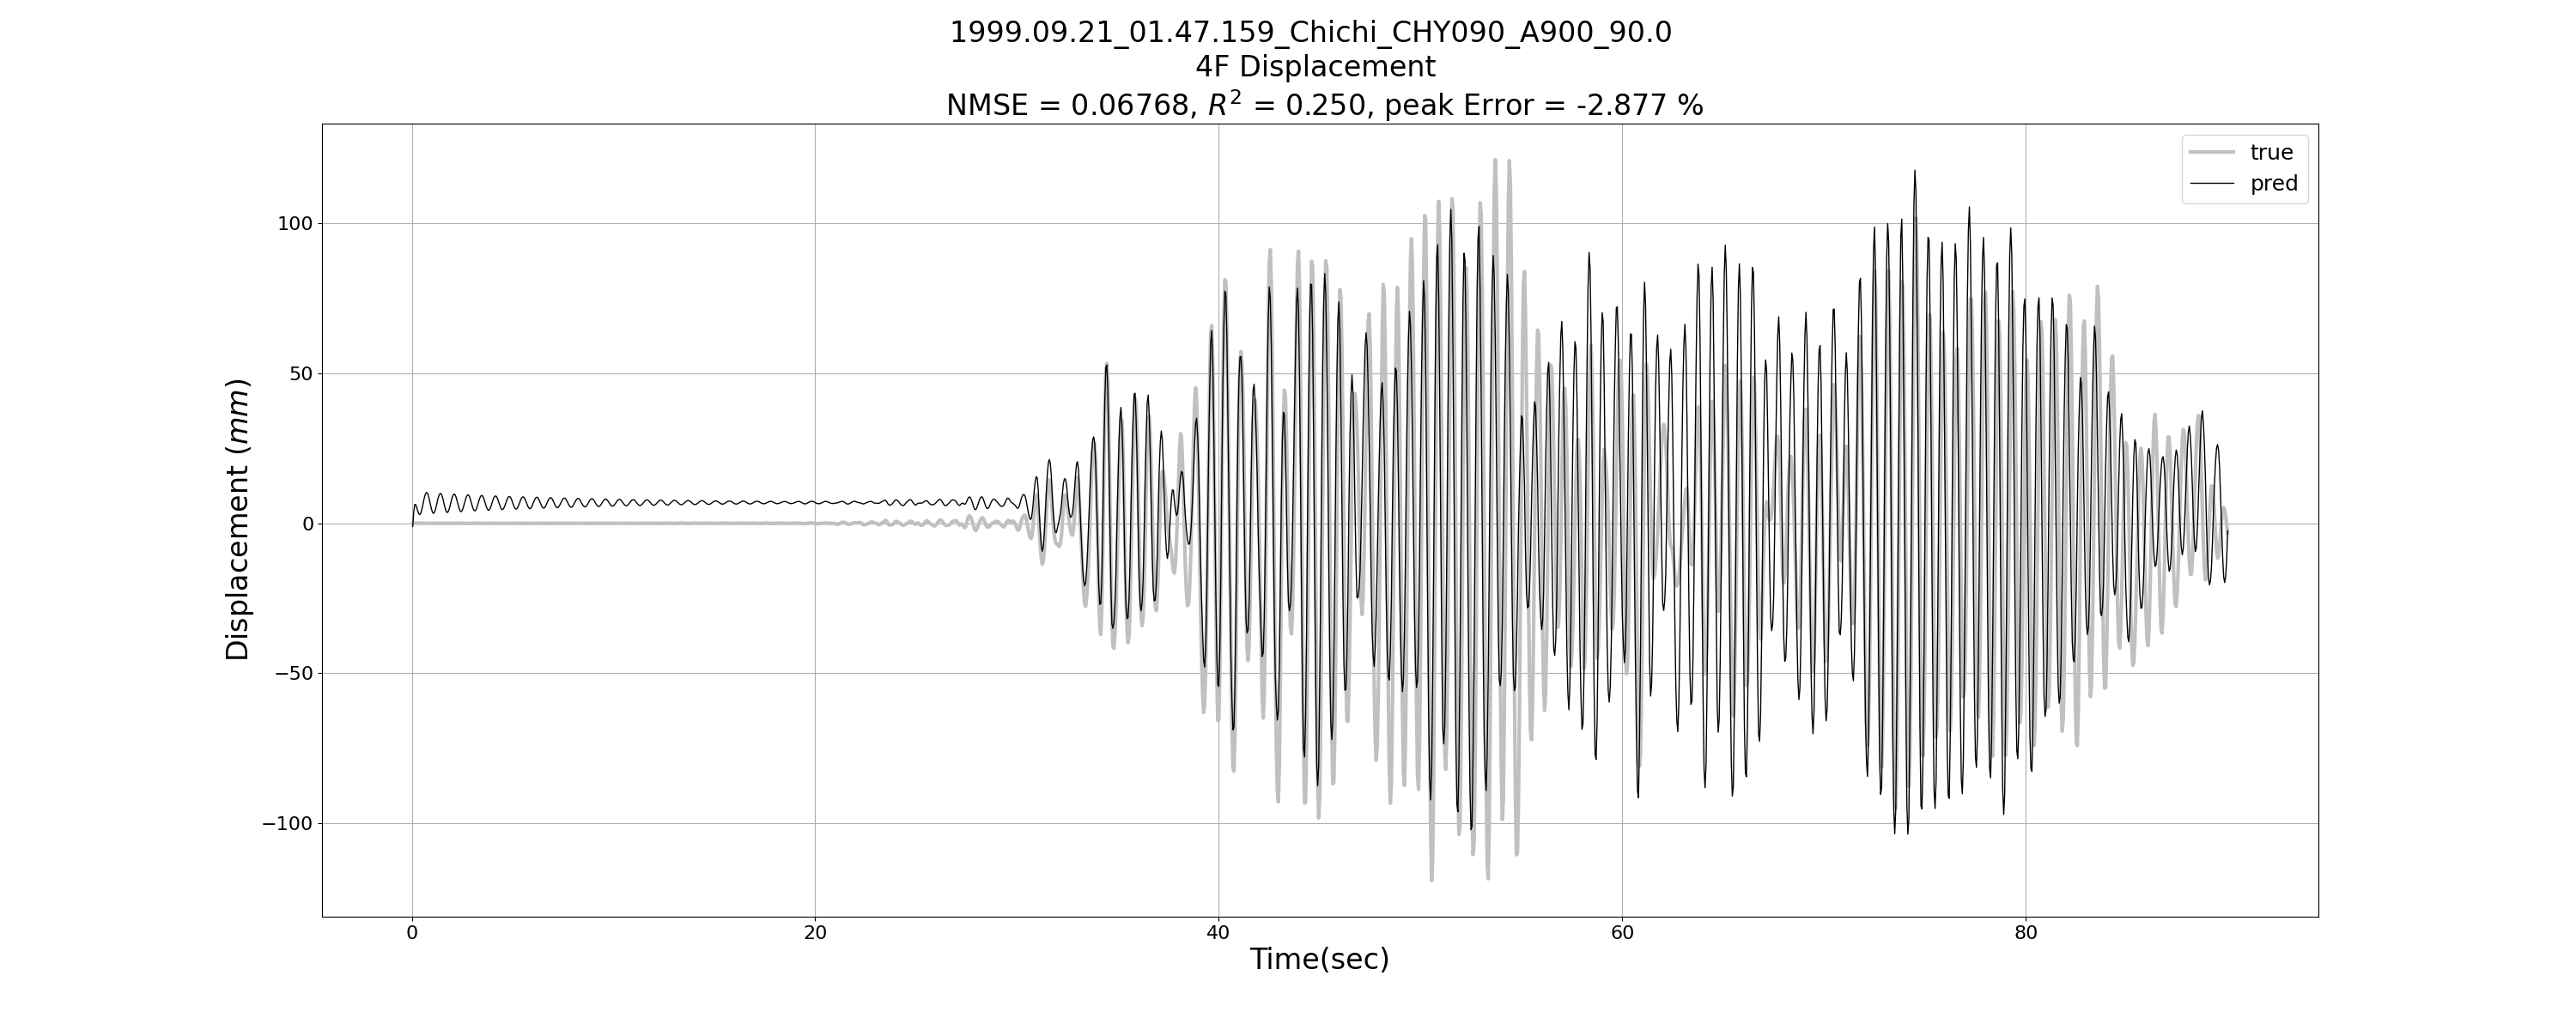 1999.09.21_01.47.159_Chichi_CHY090_A900_90.0
4F Displacement
NMSE = 0.06768, R² = 0.250, peak Error = -2.877 %
true
pred
Displacement (mm)
100
50
0
−50
−100
0 20 40 60 80
Time(sec)